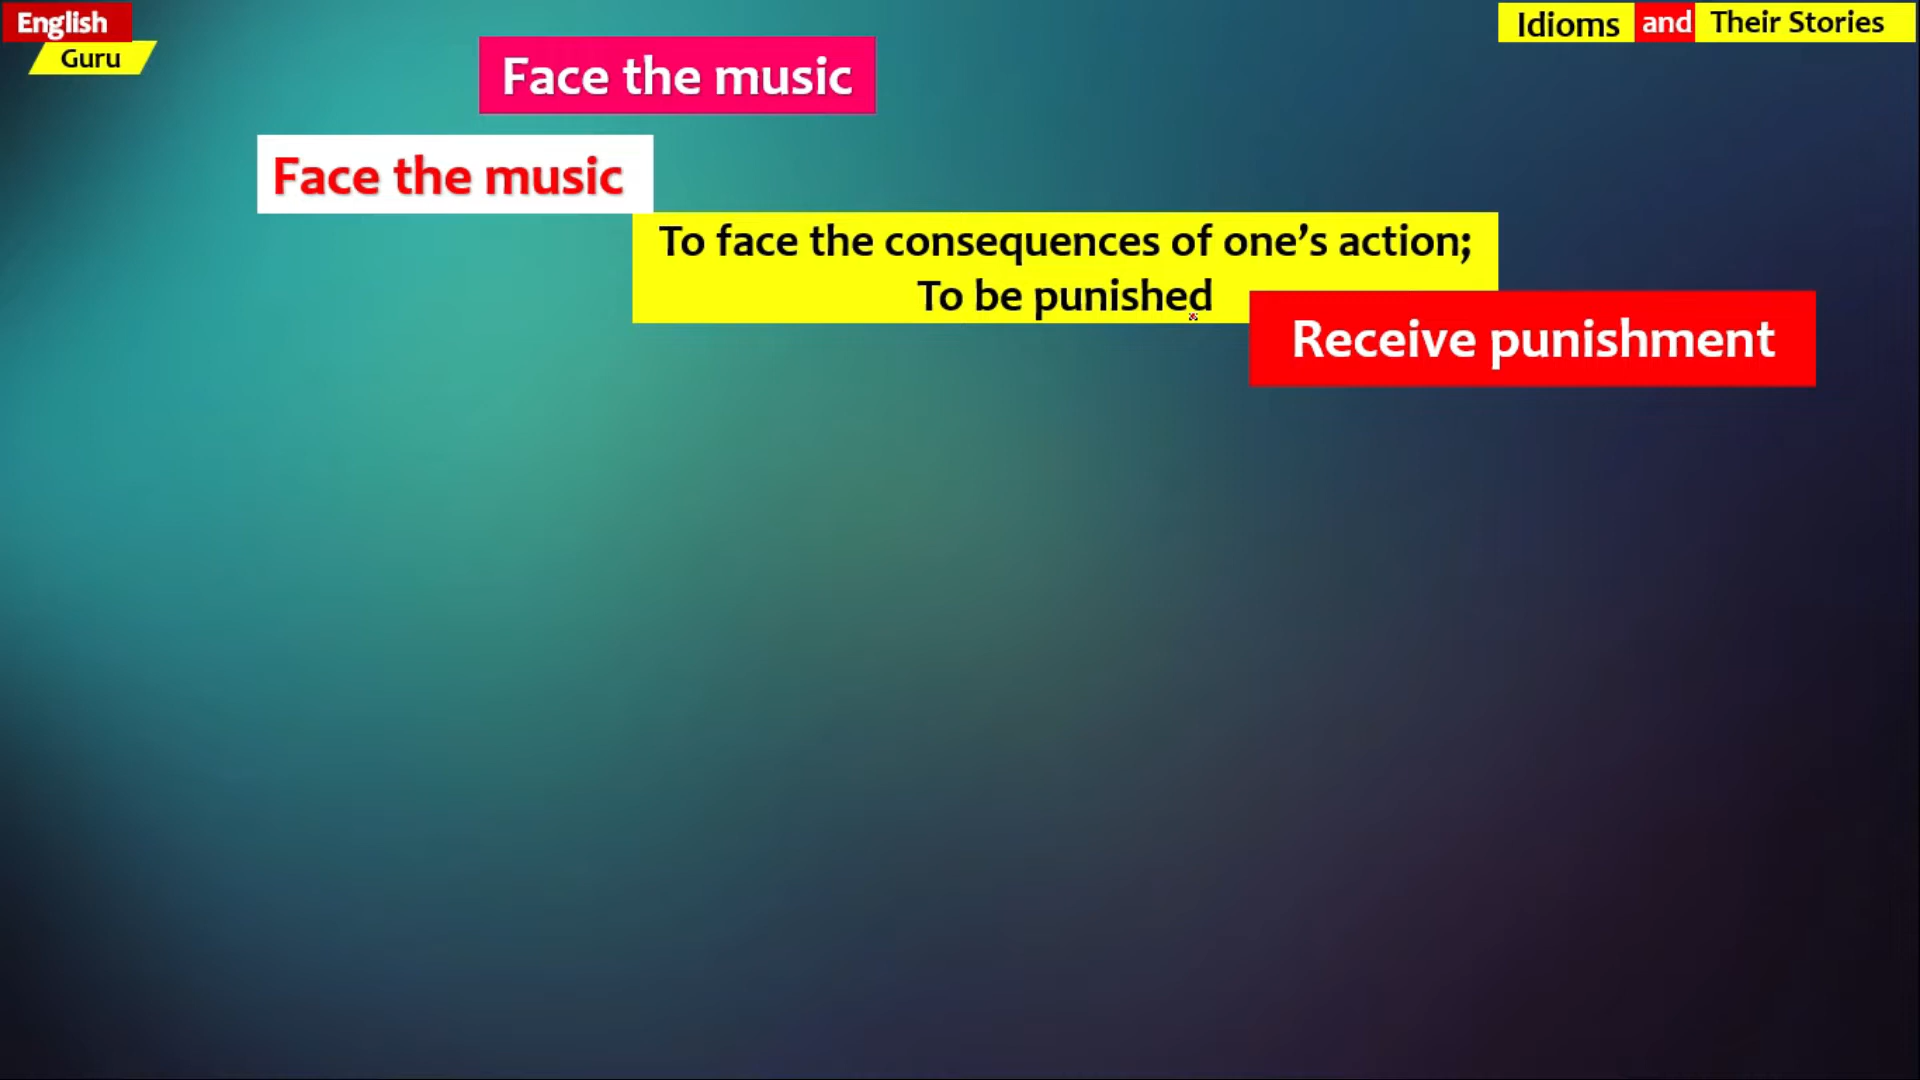 English
Guru
Idioms and Their Stories
Face the music
Face the music
To face the consequences of one’s action;
To be punished
Receive punishment